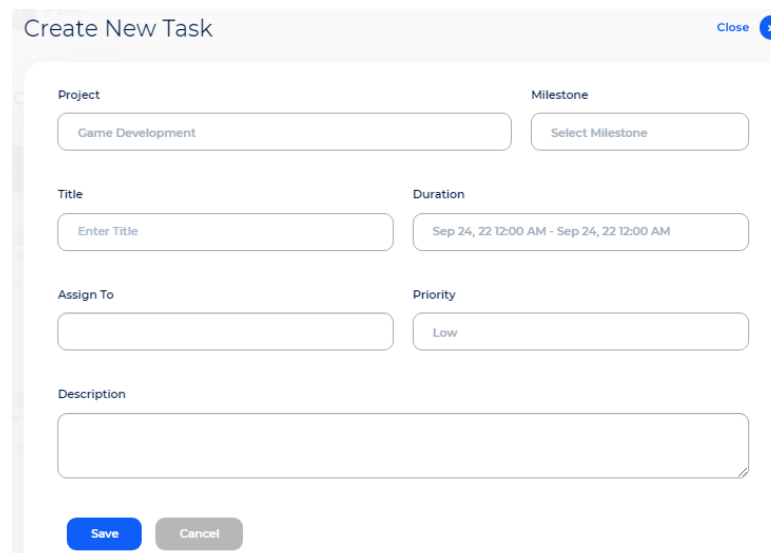 Create New Task
Close
Project
Milestone
Game Development
Select Milestone
Title
Duration
Enter Title
Sep 24, 22 12:00 AM - Sep 24, 22 12:00 AM
Assign To
Priority
Low
Description
Save
Cancel